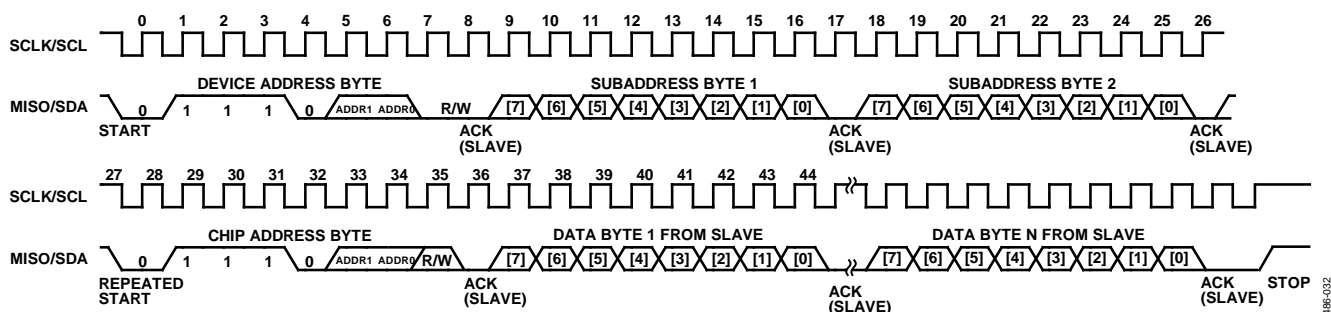 0 1 2 3 4 5 6 7 8 9 10 11 12 13 14 15 16 17 18 19 20 21 22 23 24 25 26
SCLK/SCL
DEVICE ADDRESS BYTE SUBADDRESS BYTE 1 SUBADDRESS BYTE 2
MISO/SDA 0 1 1 1 0 ADDR1 ADDR0 R/W [7] [6] [5] [4] [3] [2] [1] [0] [7] [6] [5] [4] [3] [2] [1] [0]
START ACK ACK ACK
(SLAVE) (SLAVE) (SLAVE)
27 28 29 30 31 32 33 34 35 36 37 38 39 40 41 42 43 44
SCLK/SCL
CHIP ADDRESS BYTE DATA BYTE 1 FROM SLAVE DATA BYTE N FROM SLAVE
MISO/SDA 0 1 1 1 0 ADDR1 ADDR0 R/W [7] [6] [5] [4] [3] [2] [1] [0] [7] [6] [5] [4] [3] [2] [1] [0]
REPEATED ACK ACK ACK STOP
START (SLAVE) (SLAVE) (SLAVE)
486-032